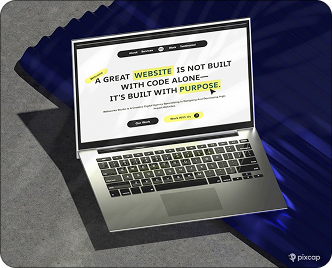 About Services Work Testimonials
A GREAT WEBSITE IS NOT BUILT
WITH CODE ALONE—
IT'S BUILT WITH PURPOSE.
Our Work
Work With Us
pixcap